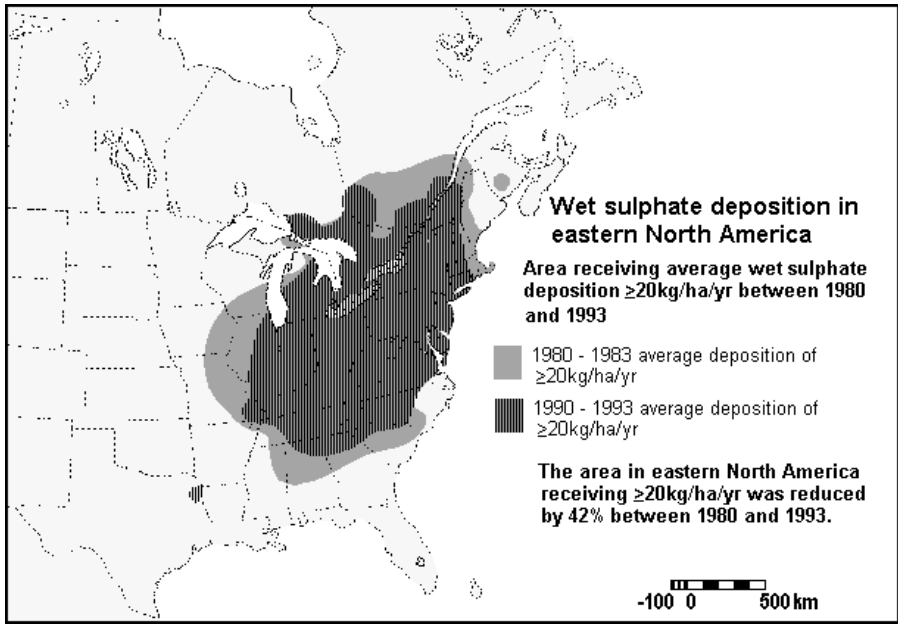 Wet sulphate deposition in
eastern North America
Area receiving average wet sulphate
deposition ≥20kg/ha/yr between 1980
and 1993
1980 - 1983 average deposition of
≥20kg/ha/yr
1990 - 1993 average deposition of
≥20kg/ha/yr
The area in eastern North America
receiving ≥20kg/ha/yr was reduced
by 42% between 1980 and 1993.
-100 0 500 km